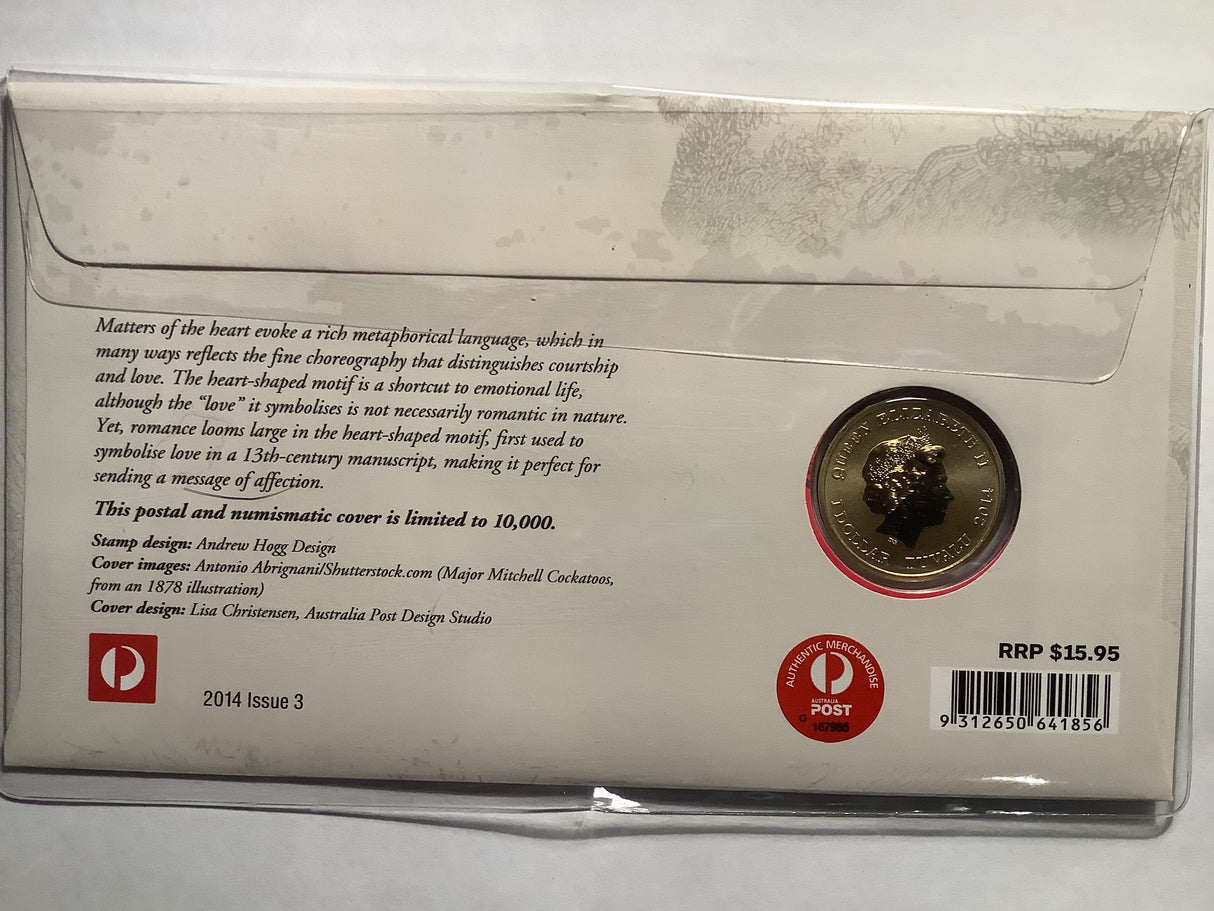 Matters of the heart evoke a rich metaphorical language, which in
many ways reflects the fine choreography that distinguishes courtship
and love. The heart-shaped motif is a shortcut to emotional life,
although the “love” it symbolises is not necessarily romantic in nature.
Yet, romance looms large in the heart-shaped motif, first used to
symbolise love in a 13th-century manuscript, making it perfect for
sending a message of affection.
This postal and numismatic cover is limited to 10,000.
Stamp design: Andrew Hogg Design
Cover images: Antonio Abrignani/Shutterstock.com (Major Mitchell Cockatoos,
from an 1878 illustration)
Cover design: Lisa Christensen, Australia Post Design Studio
2014 Issue 3
QUEEN ELIZABETH II
2014
1 DOLLAR TUVALU
AUTHENTIC MERCHANDISE
AUSTRALIA
POST
G
167985
RRP $15.95
9 312650 641856